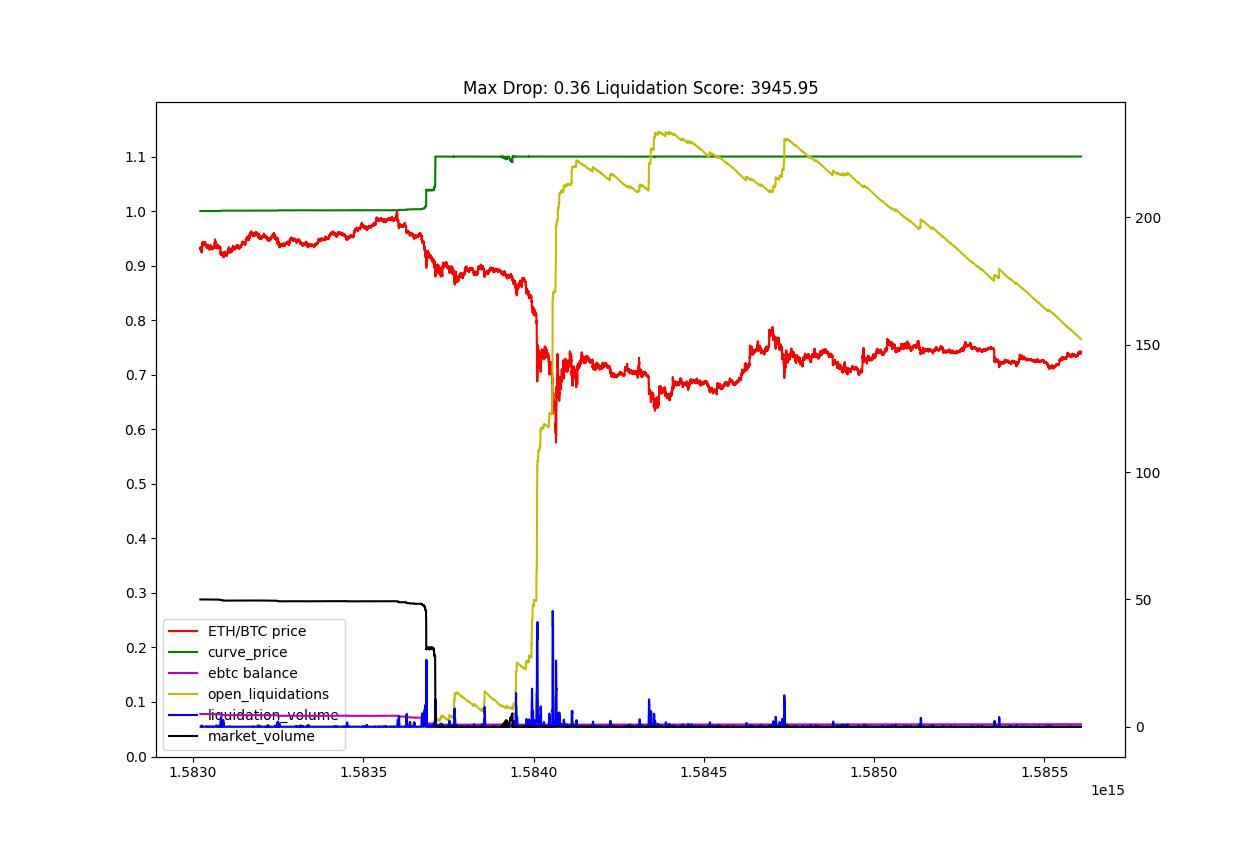 Max Drop: 0.36 Liquidation Score: 3945.95
1.1
1.0
0.9
0.8
0.7
0.6
0.5
0.4
0.3
0.2
0.1
0.0
200
150
100
50
0
ETH/BTC price
curve_price
ebtc balance
open_liquidations
liquidation_volume
market_volume
1.5830 1.5835 1.5840 1.5845 1.5850 1.5855
1e15